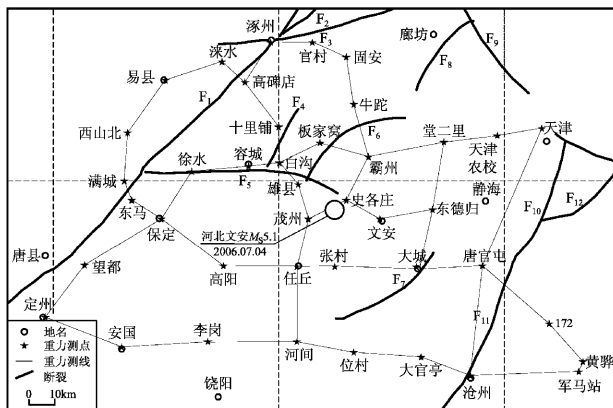 涿州
F₂
F₃
官村
固安
廊坊
F₈
F₉
涞水
易县
高碑店
F₁
牛驼
F₄
十里铺
板家窝
F₆
堂二里
天津
天津
农校
西山北
徐水
容城
白沟
霸州
满城
F₅
雄县
静海
F₁₀
F₁₂
东马
史各庄
保定
茂州
文安
东德归
河北文安Mₛ5.1
2006.07.04
唐县
望都
高阳
任丘
张村
大城
唐官屯
F₇
定州
安国
李岗
河间
位村
大官亭
F₁₁
172
黄骅
沧州
军马站
饶阳
地名
重力测点
重力测线
断裂
0 10km